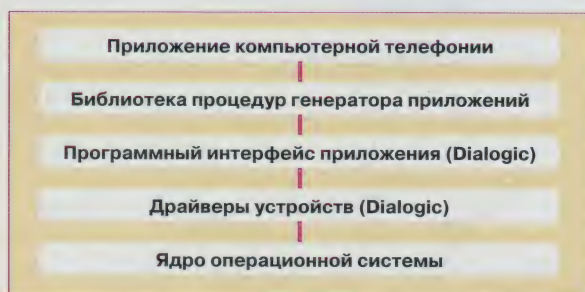 Приложение компьютерной телефонии
Библиотека процедур генератора приложений
Программный интерфейс приложения (Dialogic)
Драйверы устройств (Dialogic)
Ядро операционной системы